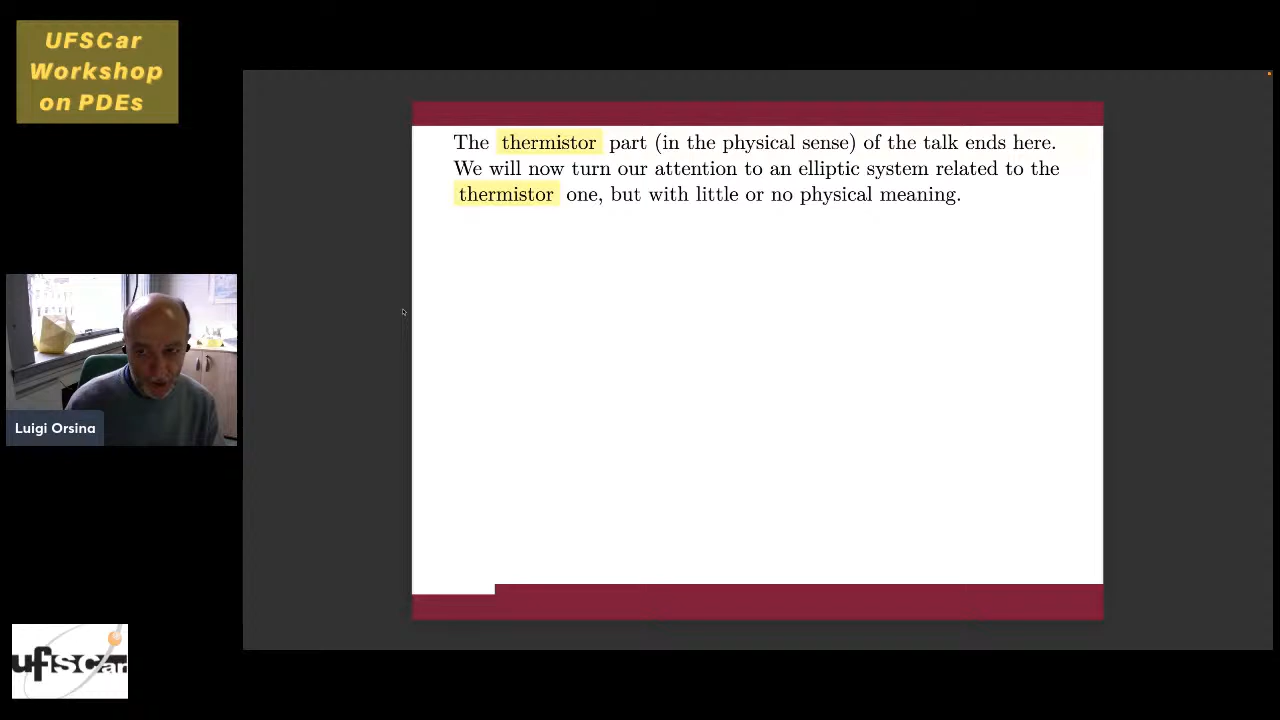 UFSCar
Workshop
on PDEs
The thermistor part (in the physical sense) of the talk ends here.
We will now turn our attention to an elliptic system related to the
thermistor one, but with little or no physical meaning.
Luigi Orsina
ufscar